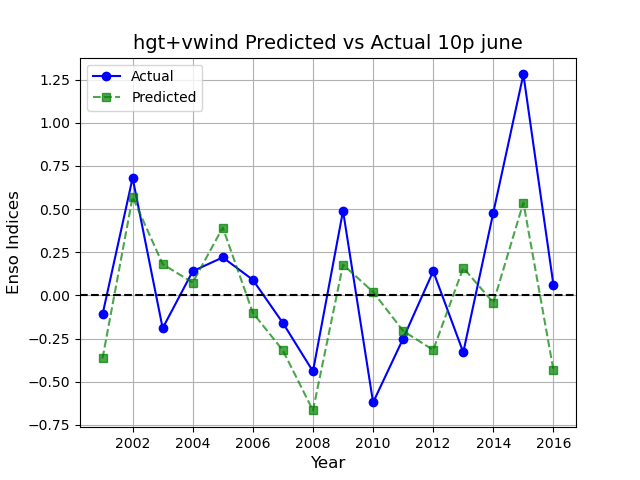 hgt+vwind Predicted vs Actual 10p june
Actual
Predicted
1.25
1.00
0.75
0.50
0.25
0.00
−0.25
−0.50
−0.75
Enso Indices
2002 2004 2006 2008 2010 2012 2014 2016
Year